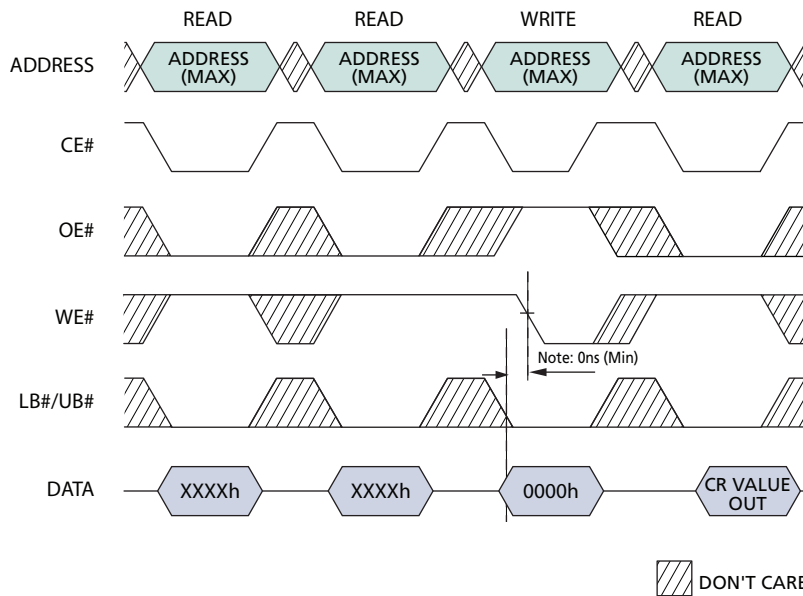 READ READ WRITE READ
ADDRESS
ADDRESS (MAX)
ADDRESS (MAX)
ADDRESS (MAX)
ADDRESS (MAX)
CE#
OE#
WE#
Note: 0ns (Min)
LB#/UB#
DATA
XXXXh
XXXXh
0000h
CR VALUE OUT
DON'T CARE